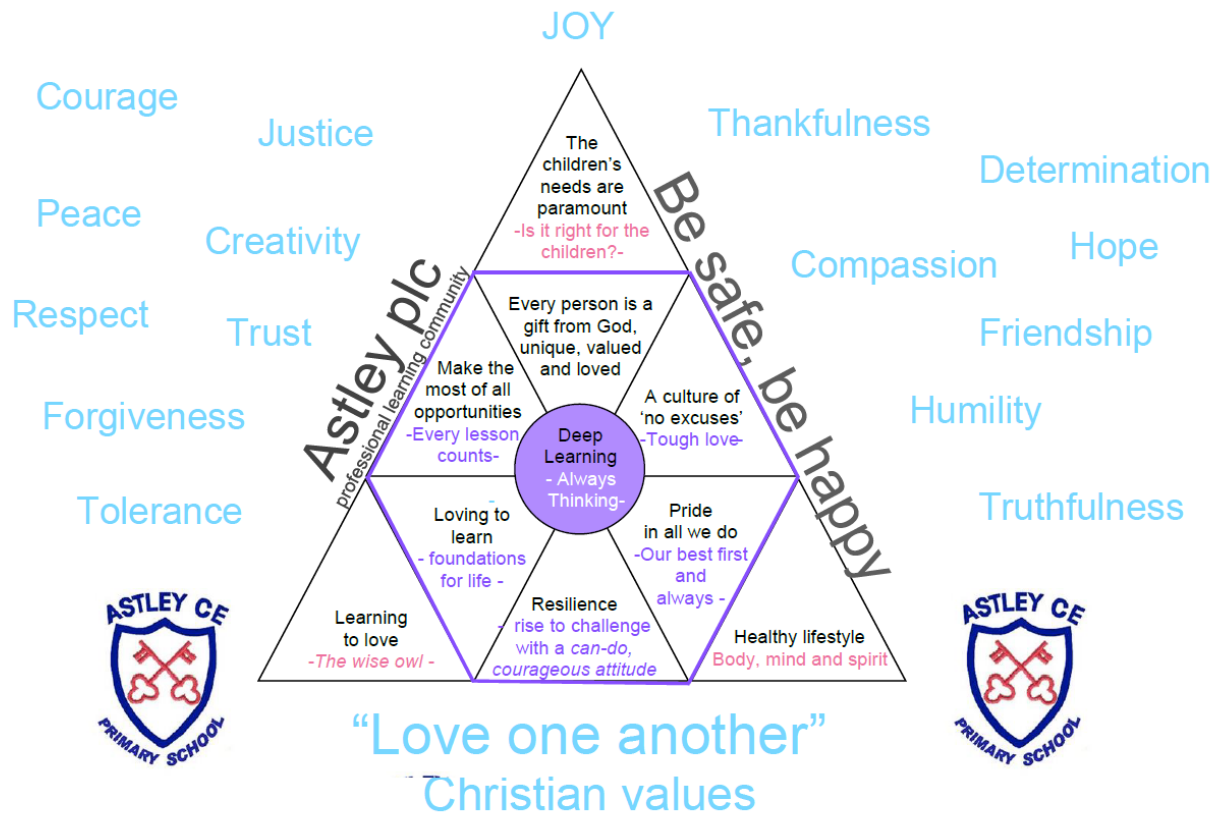 JOY
Courage
Justice
Peace
Creativity
Respect
Trust
Forgiveness
Tolerance
Thankfulness
Determination
Compassion
Hope
Friendship
Humility
Truthfulness
Astley plc
professional learning community
Be safe, be happy
The
children’s
needs are
paramount
-Is it right for the
children?-
Every person is a
gift from God,
unique, valued
and loved
Make the
most of all
opportunities
-Every lesson
counts-
A culture of
‘no excuses’
-Tough love-
Deep
Learning
- Always
Thinking-
-
Loving to
learn
- foundations
for life -
Pride
in all we do
-Our best first
and
always -
Learning
to love
-The wise owl -
Resilience
- rise to challenge
with a can-do,
courageous attitude
Healthy lifestyle
Body, mind and spirit
ASTLEY CE
PRIMARY SCHOOL
ASTLEY CE
PRIMARY SCHOOL
“Love one another”
Christian values